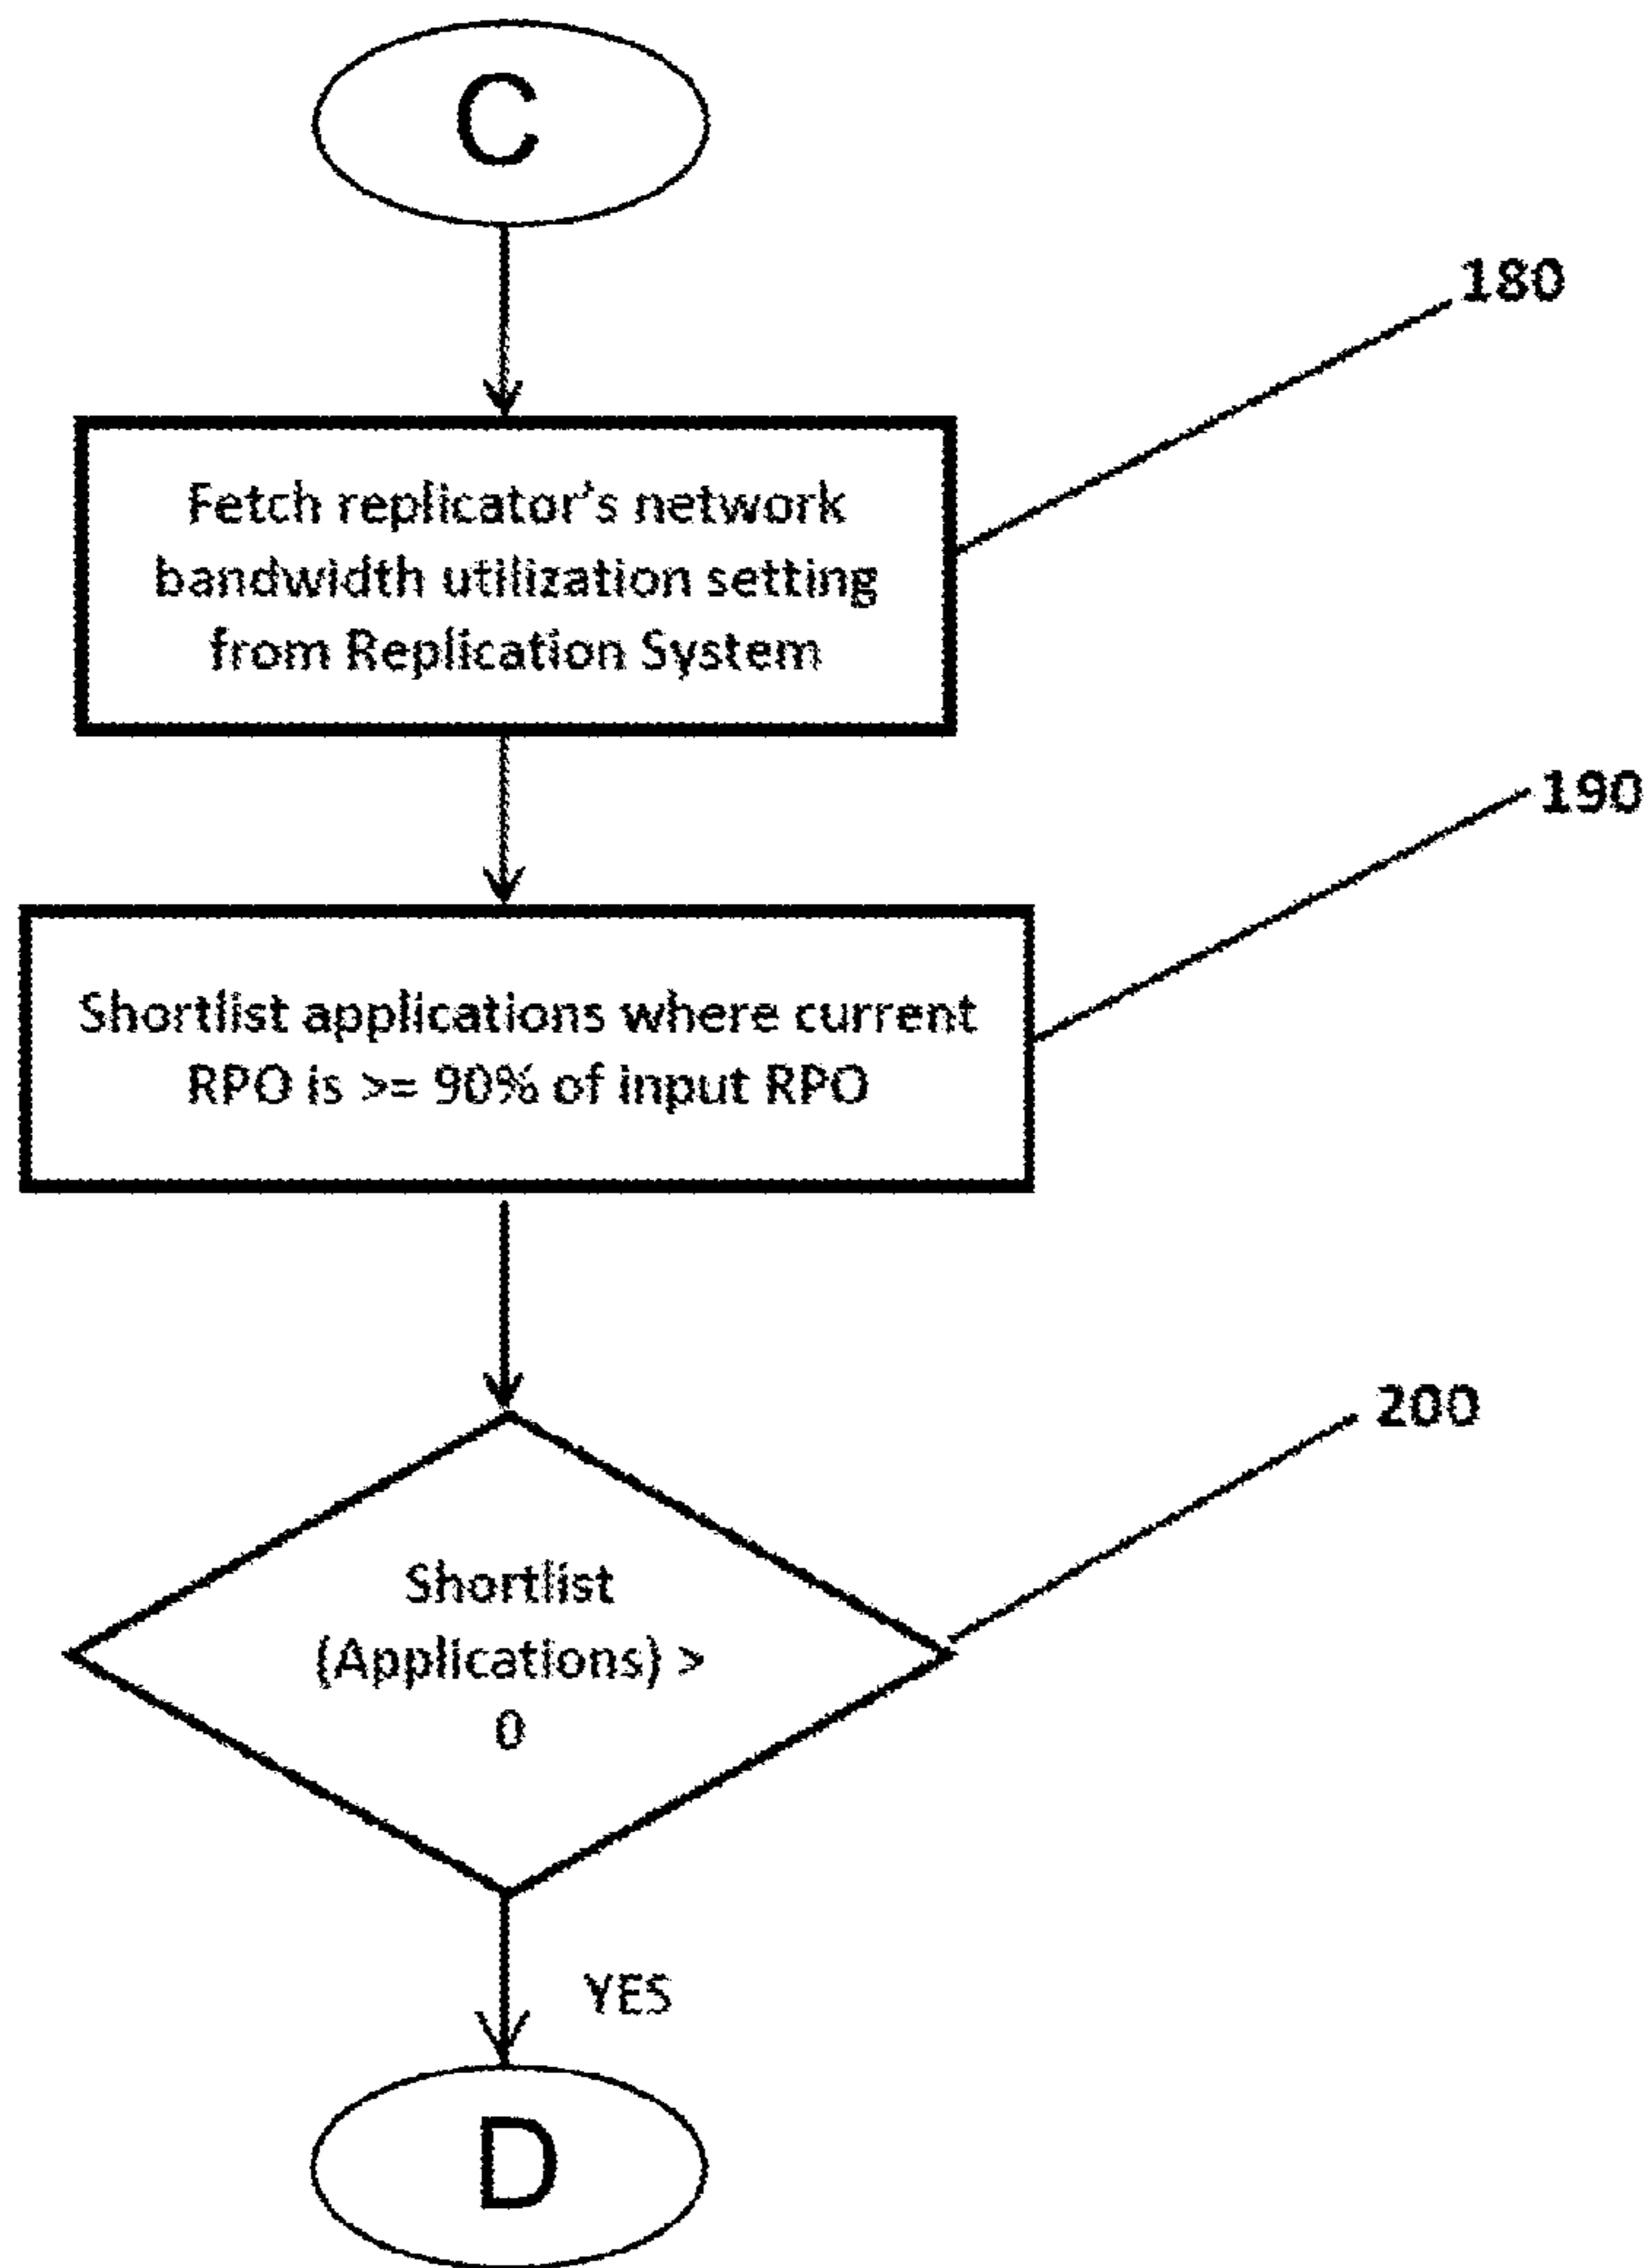 C
180
Fetch replicator's network
bandwidth utilization setting
from Replication System
190
Shortlist applications where current
RPO is >= 90% of input RPO
200
Shortlist
(Applications) >
0
YES
D